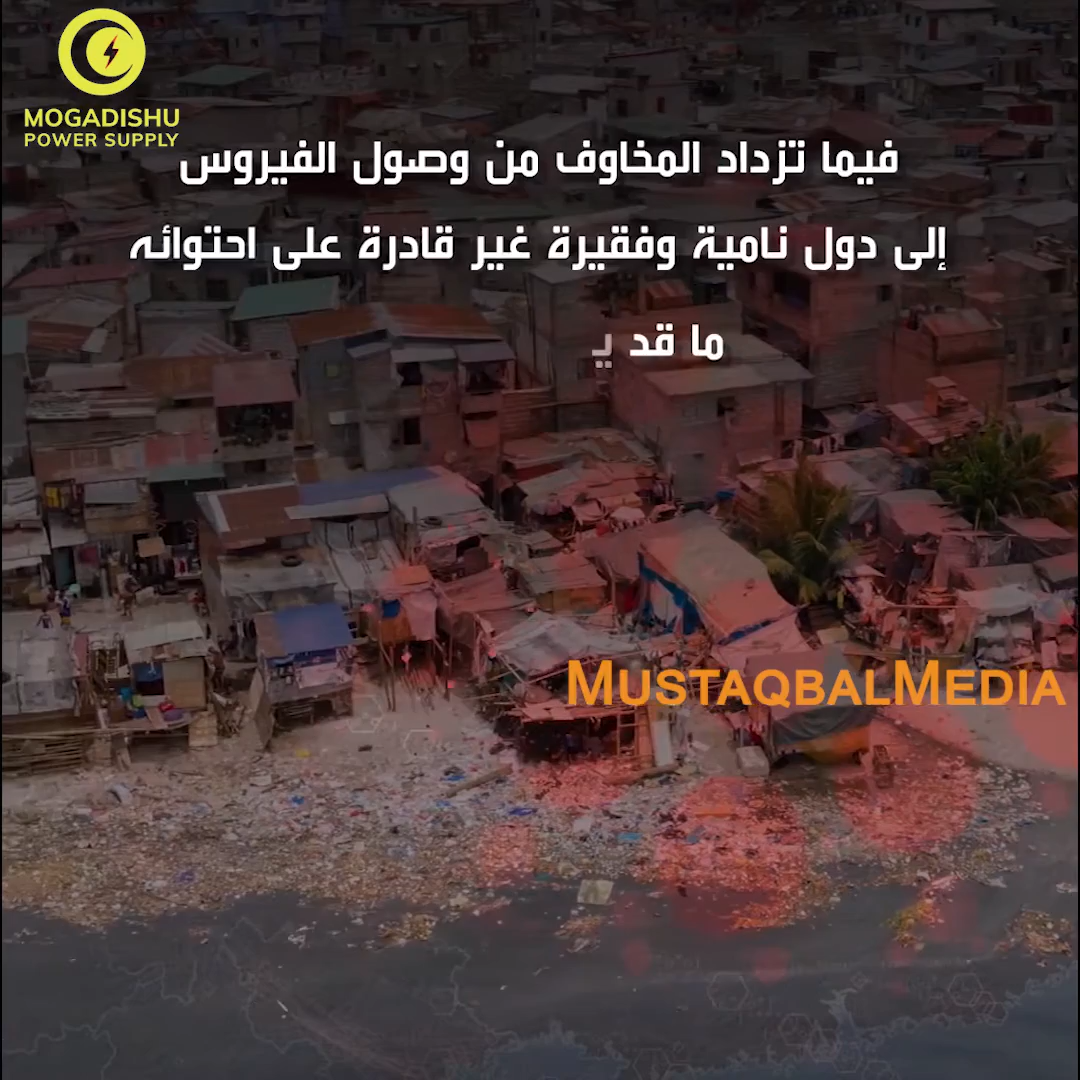 MOGADISHU
POWER SUPPLY
فيما تزداد المخاوف من وصول الفيروس
إلى دول نامية وفقيرة غير قادرة على احتوائه
ما قد يـ
MUSTAQBALMEDIA